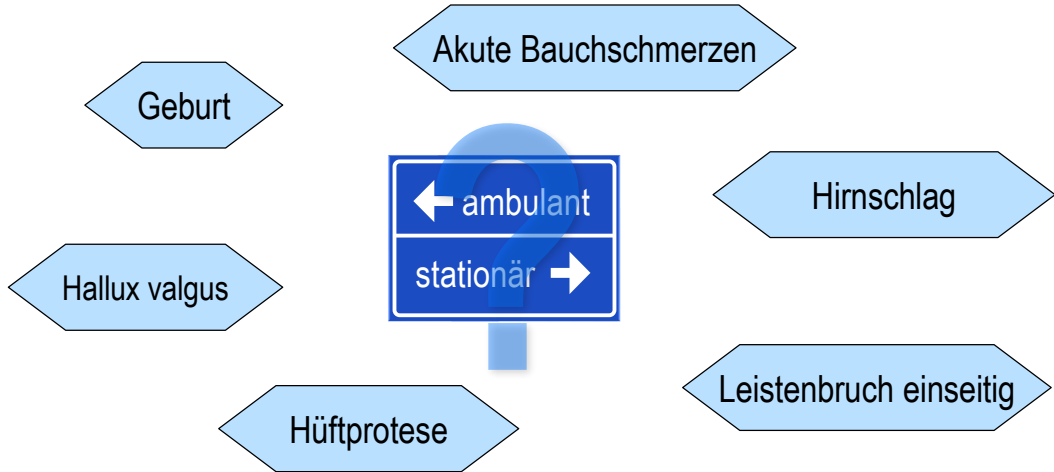 Akute Bauchschmerzen
Geburt
← ambulant
stationär →
?
Hirnschlag
Hallux valgus
Leistenbruch einseitig
Hüftprotese